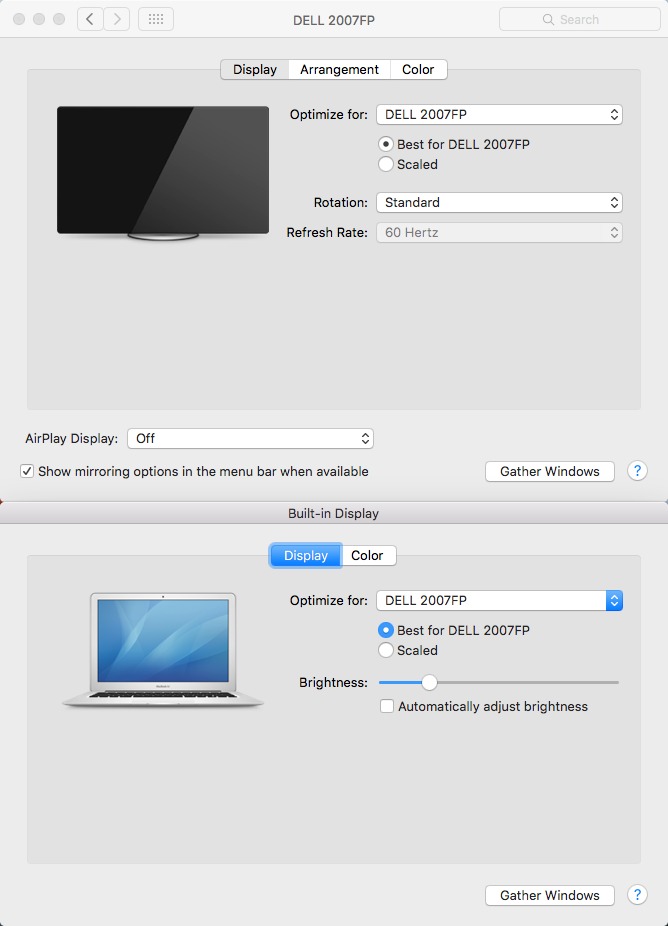 DELL 2007FP
Search
Display Arrangement Color
Optimize for: DELL 2007FP
Best for DELL 2007FP
Scaled
Rotation: Standard
Refresh Rate: 60 Hertz
AirPlay Display: Off
Show mirroring options in the menu bar when available
Gather Windows ?
Built-in Display
Display Color
Optimize for: DELL 2007FP
Best for DELL 2007FP
Scaled
Brightness:
Automatically adjust brightness
Gather Windows ?